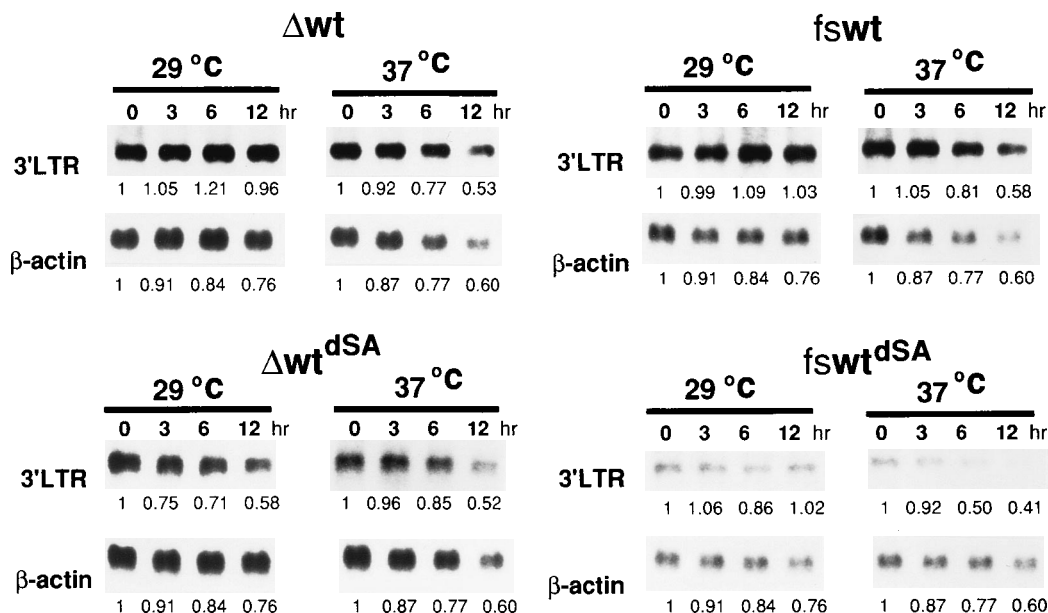 Δwt fswt
29 °C 37 °C 29 °C 37 °C
0 3 6 12 hr 0 3 6 12 hr 0 3 6 12 hr 0 3 6 12 hr
3'LTR 3'LTR
1 1.05 1.21 0.96 1 0.92 0.77 0.53 1 0.99 1.09 1.03 1 1.05 0.81 0.58
β-actin β-actin
1 0.91 0.84 0.76 1 0.87 0.77 0.60 1 0.91 0.84 0.76 1 0.87 0.77 0.60
Δwt^dSA fswt^dSA
29 °C 37 °C 29 °C 37 °C
0 3 6 12 hr 0 3 6 12 hr 0 3 6 12 hr 0 3 6 12 hr
3'LTR 3'LTR
1 0.75 0.71 0.58 1 0.96 0.85 0.52 1 1.06 0.86 1.02 1 0.92 0.50 0.41
β-actin β-actin
1 0.91 0.84 0.76 1 0.87 0.77 0.60 1 0.91 0.84 0.76 1 0.87 0.77 0.60